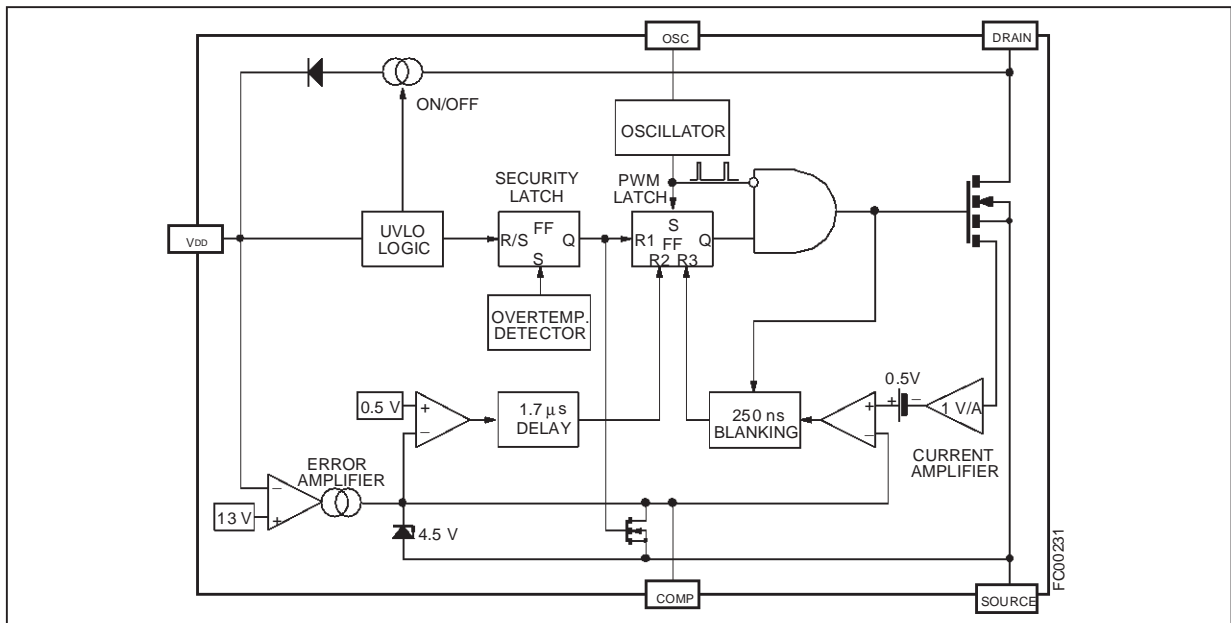 OSC
DRAIN
ON/OFF
OSCILLATOR
SECURITY
LATCH
PWM
LATCH
VDD
UVLO
LOGIC
R/S
FF
Q
S
R1
S
FF
Q
R2
R3
OVERTEMP.
DETECTOR
0.5 V
+
−
1.7 µs
DELAY
250 ns
BLANKING
+
−
0.5V
+
−
1 V/A
CURRENT
AMPLIFIER
ERROR
AMPLIFIER
−
+
13 V
4.5 V
COMP
SOURCE
FC00231